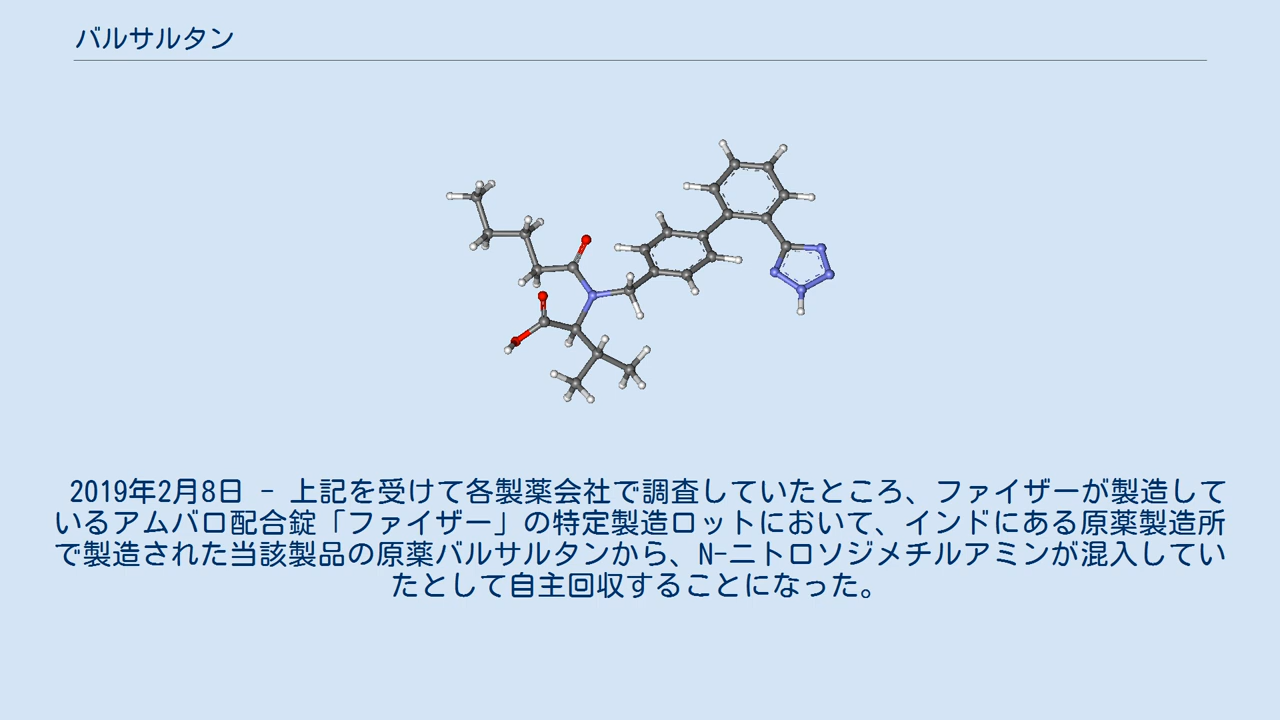 バルサルタン
2019年2月8日 - 上記を受けて各製薬会社で調査していたところ、ファイザーが製造して
いるアムバロ配合錠「ファイザー」の特定製造ロットにおいて、インドにある原薬製造所
で製造された当該製品の原薬バルサルタンから、N-ニトロソジメチルアミンが混入してい
たとして自主回収することになった。